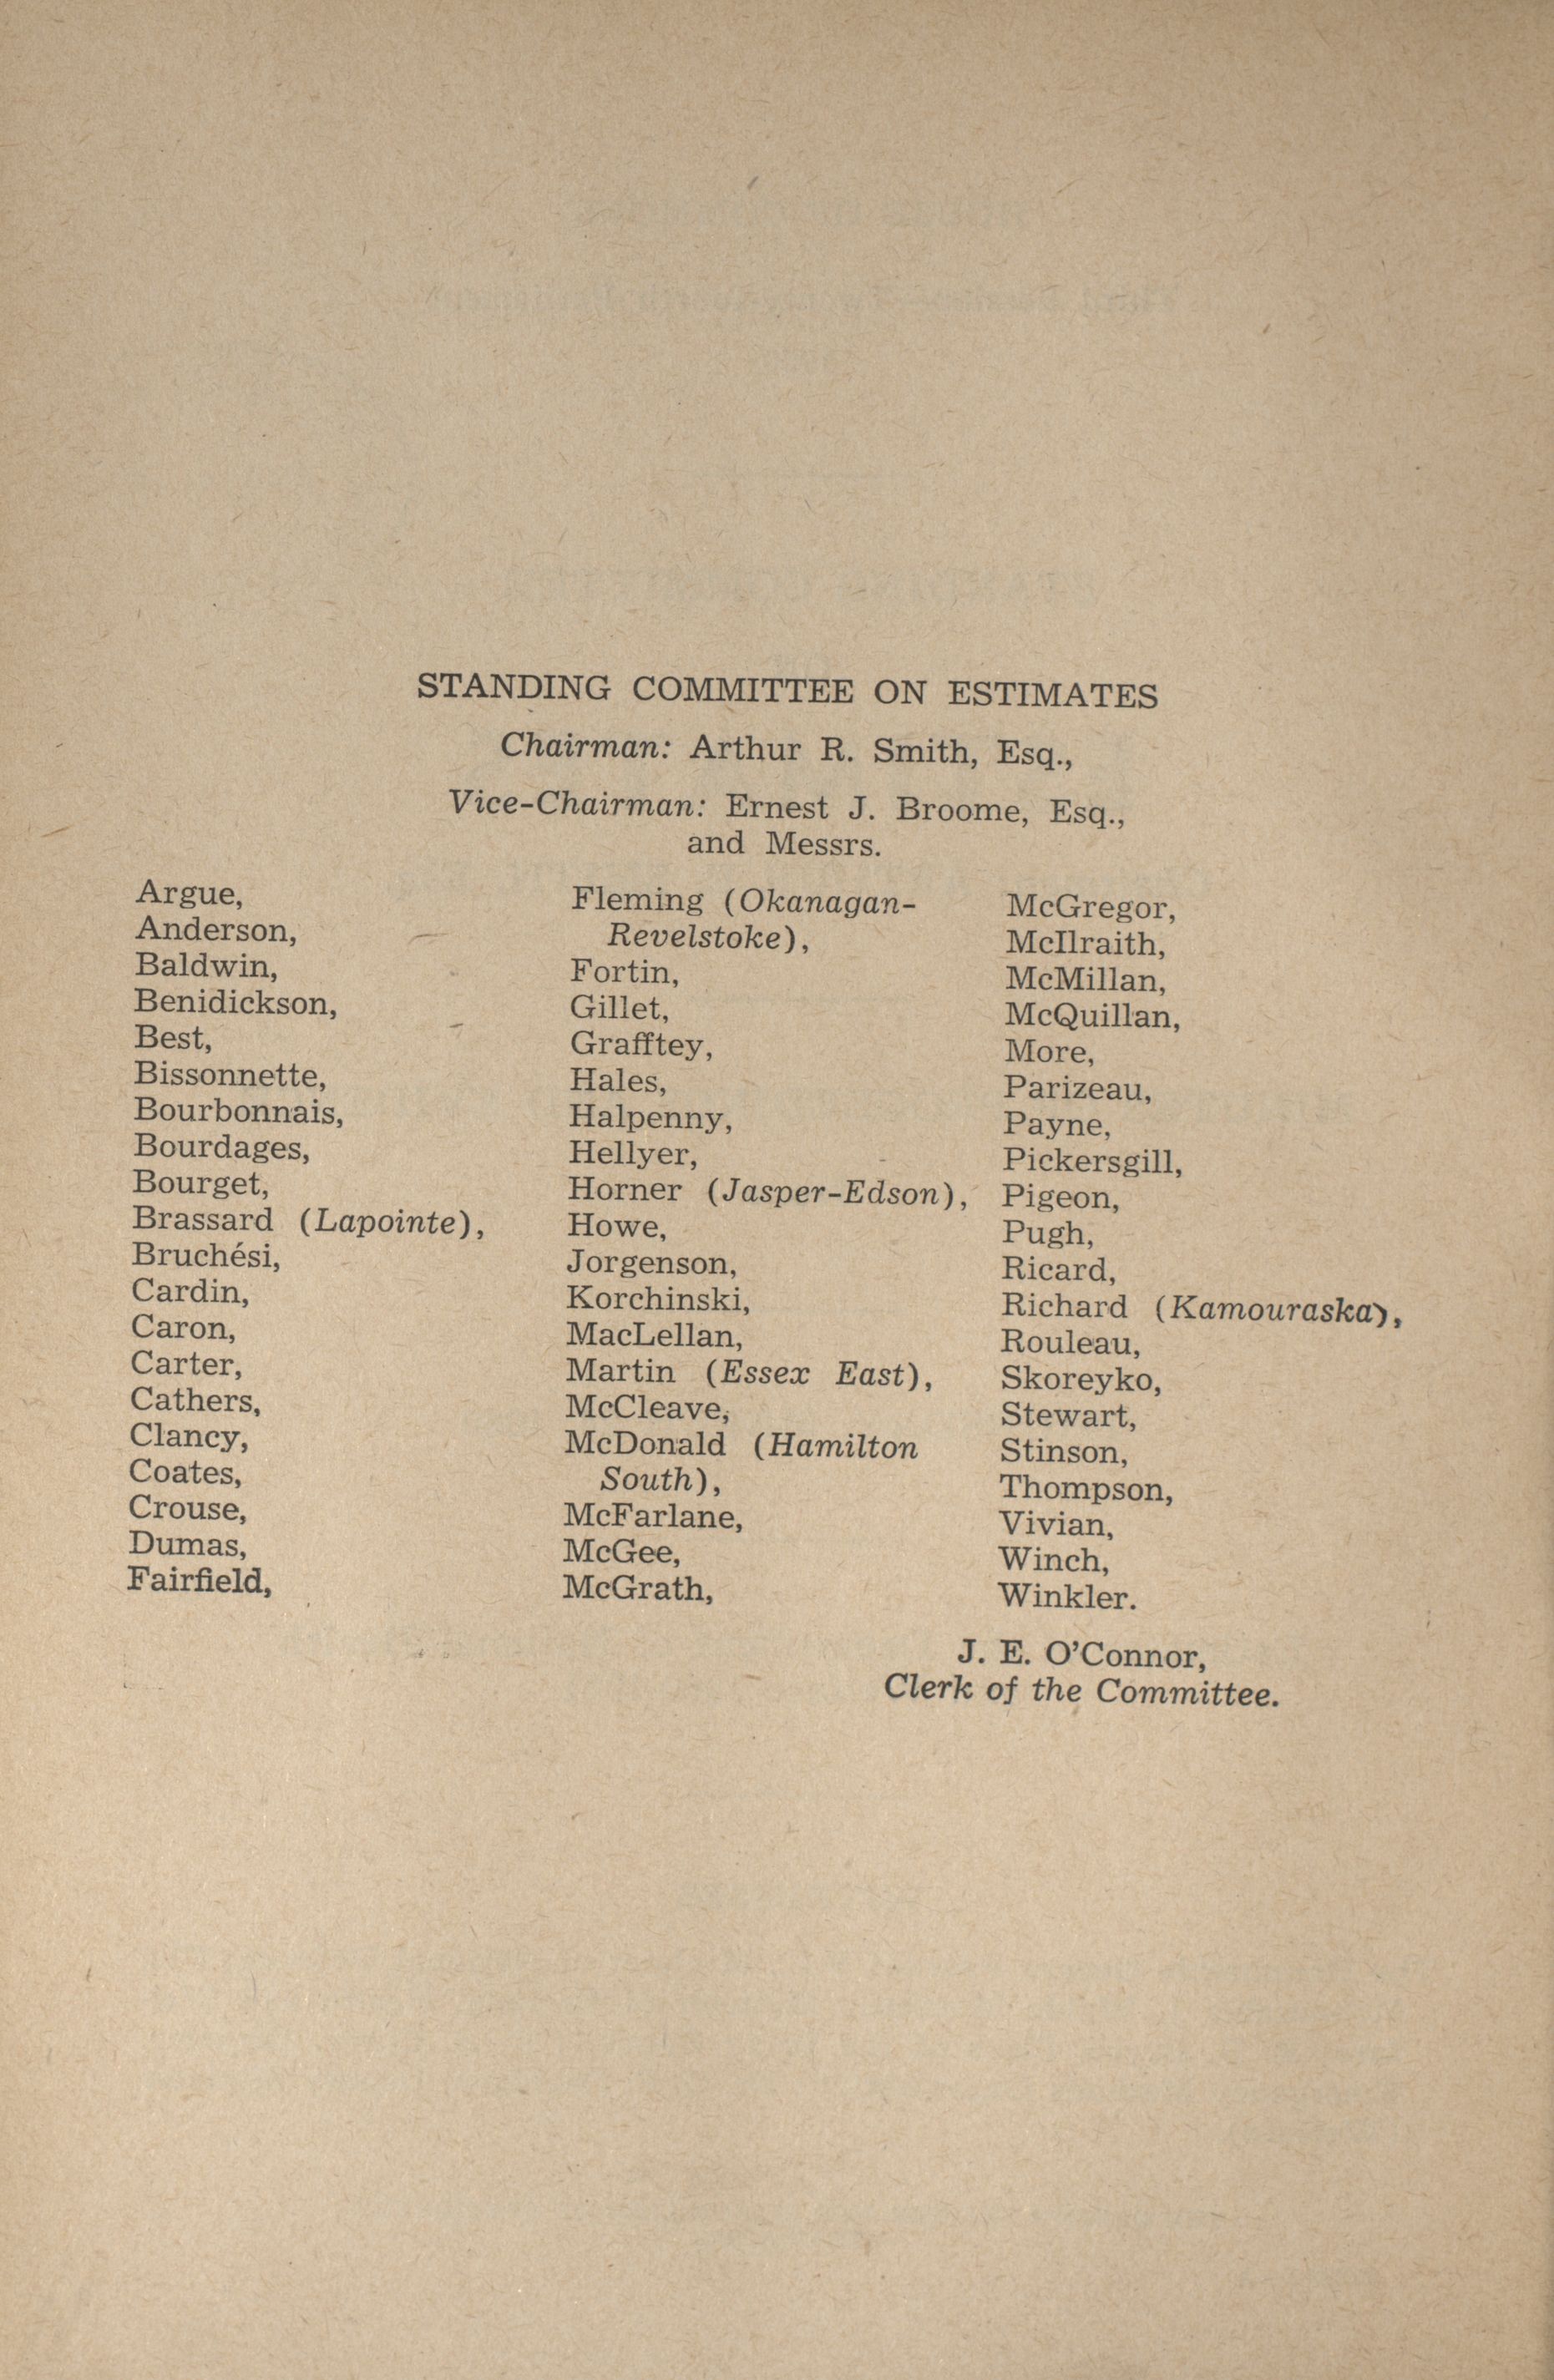 STANDING COMMITTEE ON ESTIMATES
Chairman: Arthur R. Smith, Esq.,
Vice-Chairman: Ernest J. Broome, Esq.,
and Messrs.
Argue,
Anderson,
Baldwin,
Benidickson,
Best,
Bissonnette,
Bourbonnais,
Bourdages,
Bourget,
Brassard (Lapointe),
Bruchési,
Cardin,
Caron,
Carter,
Cathers,
Clancy,
Coates,
Crouse,
Dumas,
Fairfield,
Fleming (Okanagan-
Revelstoke),
Fortin,
Gillet,
Grafftey,
Hales,
Halpenny,
Hellyer,
Horner (Jasper-Edson),
Howe,
Jorgenson,
Korchinski,
MacLellan,
Martin (Essex East),
McCleave,
McDonald (Hamilton
South),
McFarlane,
McGee,
McGrath,
McGregor,
McIlraith,
McMillan,
McQuillan,
More,
Parizeau,
Payne,
Pickersgill,
Pigeon,
Pugh,
Ricard,
Richard (Kamouraska),
Rouleau,
Skoreyko,
Stewart,
Stinson,
Thompson,
Vivian,
Winch,
Winkler.
J. E. O'Connor,
Clerk of the Committee.